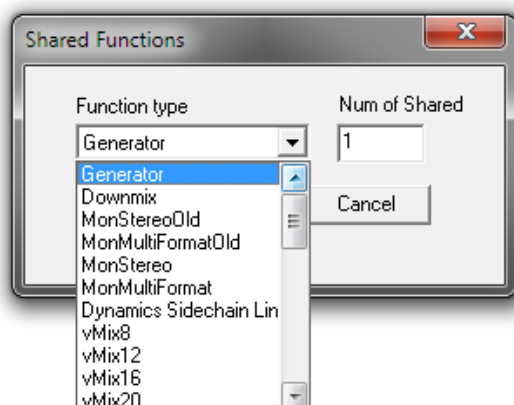 Shared Functions
Function type
Num of Shared
Generator
1
Generator
Downmix
MonStereoOld
MonMultiFormatOld
MonStereo
MonMultiFormat
Dynamics Sidechain Lin
vMix8
vMix12
vMix16
vMix20
Cancel